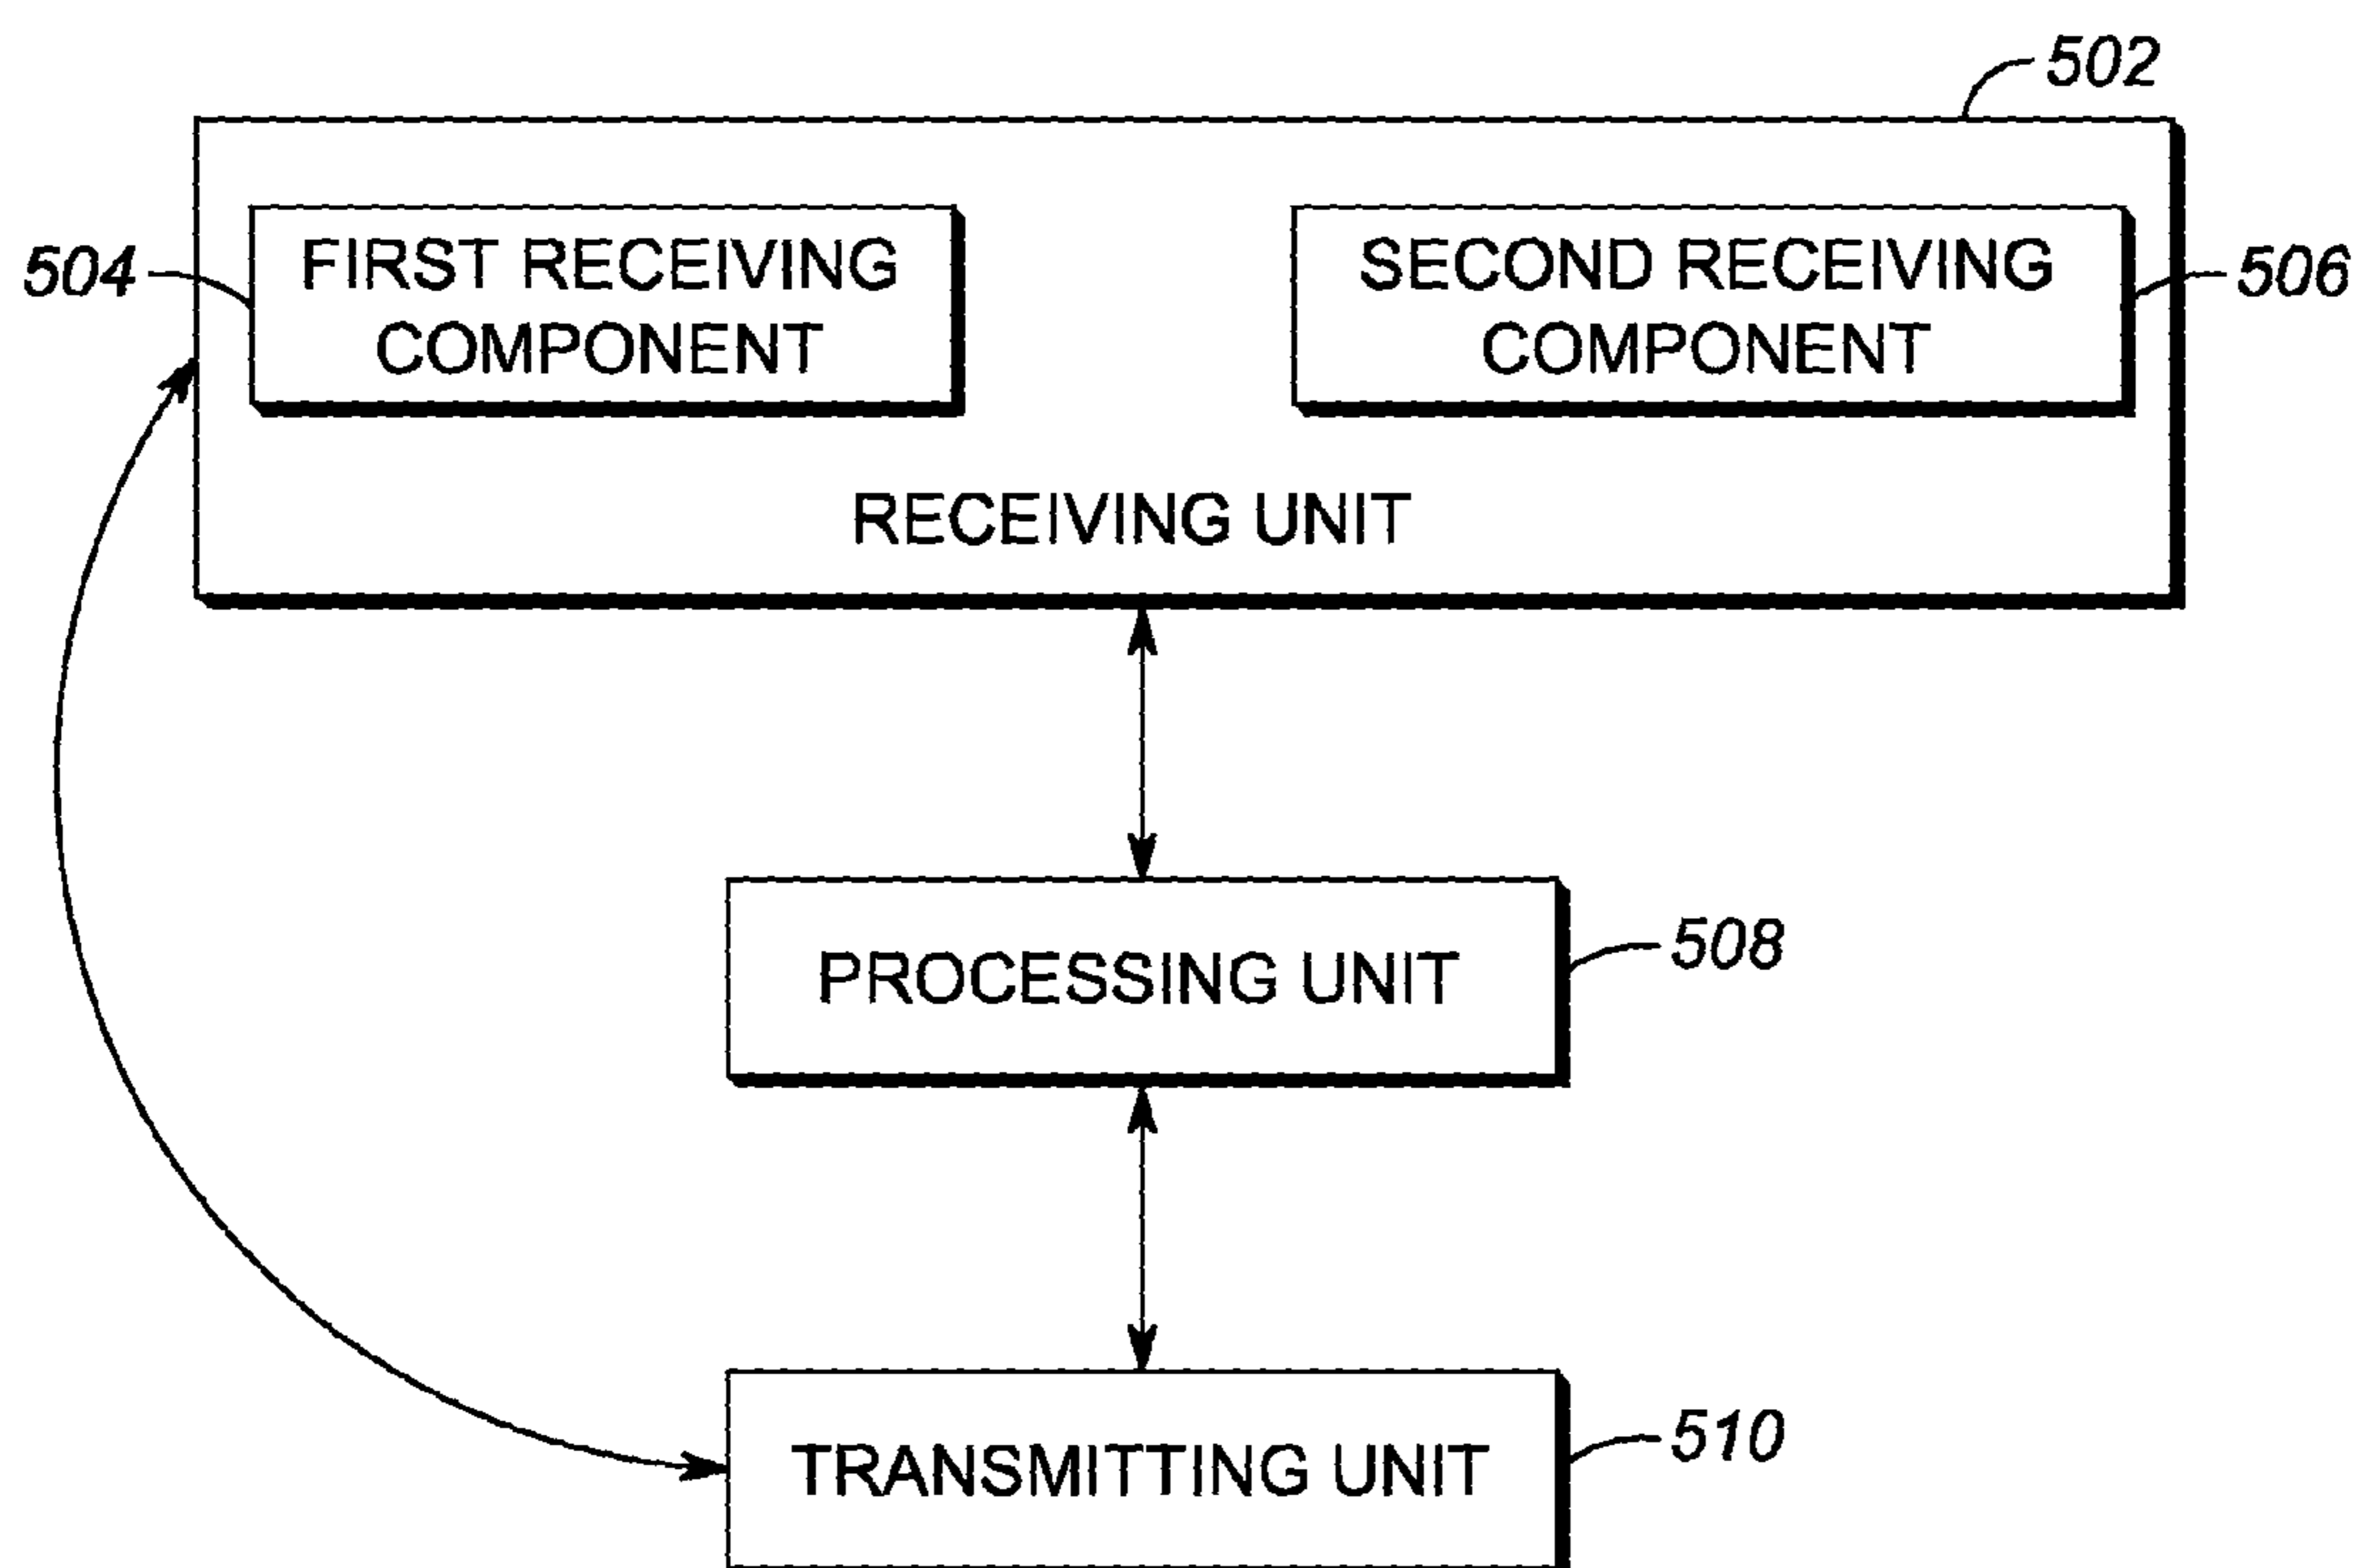 502
504
FIRST RECEIVING
COMPONENT
SECOND RECEIVING
COMPONENT
506
RECEIVING UNIT
PROCESSING UNIT
508
TRANSMITTING UNIT
510